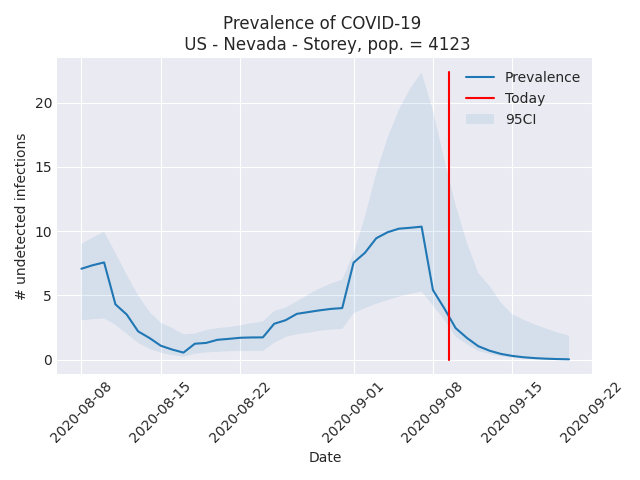 Prevalence of COVID-19
US - Nevada - Storey, pop. = 4123
# undetected infections
20
15
10
5
0
Prevalence
Today
95CI
2020-08-08
2020-08-15
2020-08-22
2020-09-01
2020-09-08
2020-09-15
2020-09-22
Date